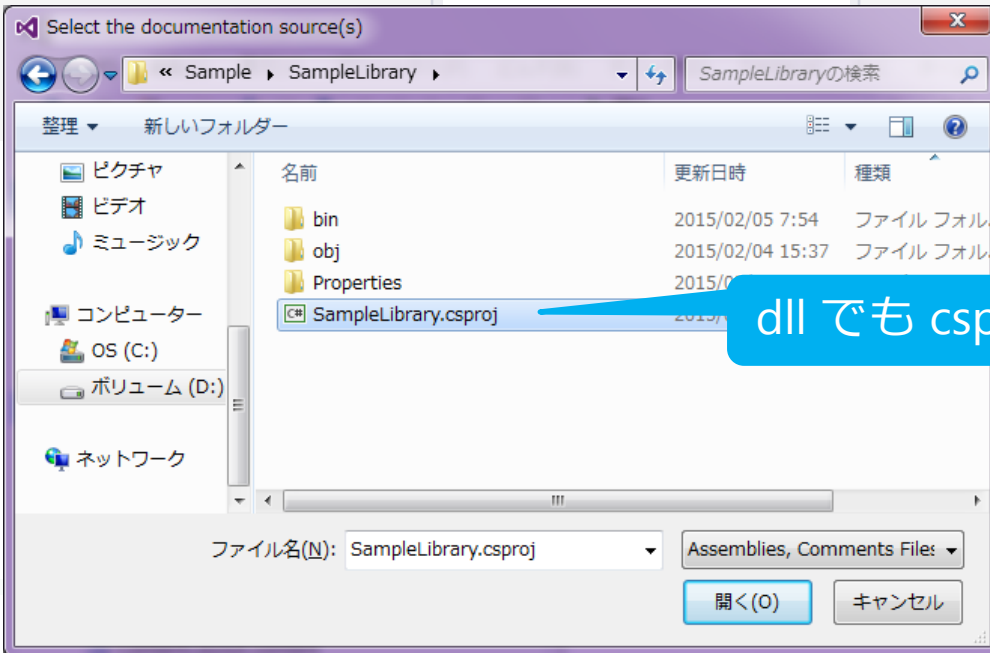 Select the documentation source(s)
« Sample ▸ SampleLibrary ▸
SampleLibraryの検索
整理 ▼ 新しいフォルダー
ピクチャ
ビデオ
ミュージック
コンピューター
OS (C:)
ボリューム (D:)
ネットワーク
名前 更新日時 種類
bin 2015/02/05 7:54 ファイル フォル
obj 2015/02/04 15:37 ファイル フォル
Properties
SampleLibrary.csproj
dll でも csp
ファイル名(N): SampleLibrary.csproj
Assemblies, Comments Files
開く(O) キャンセル